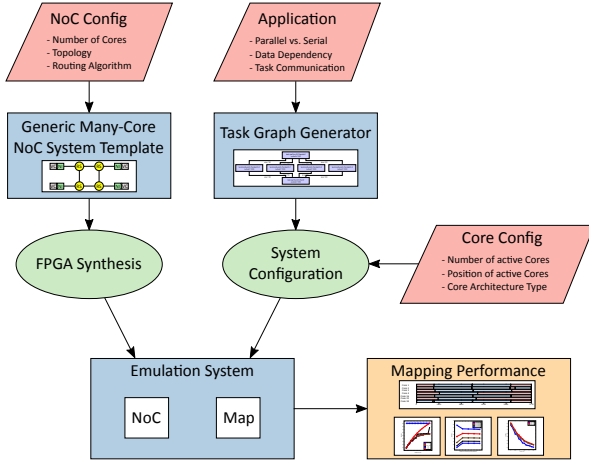 NoC Config
- Number of Cores
- Topology
- Routing Algorithm
Application
- Parallel vs. Serial
- Data Dependency
- Task Communication
Generic Many-Core
NoC System Template
Task Graph Generator
FPGA Synthesis
System
Configuration
Core Config
- Number of active Cores
- Position of active Cores
- Core Architecture Type
Emulation System
NoC
Map
Mapping Performance